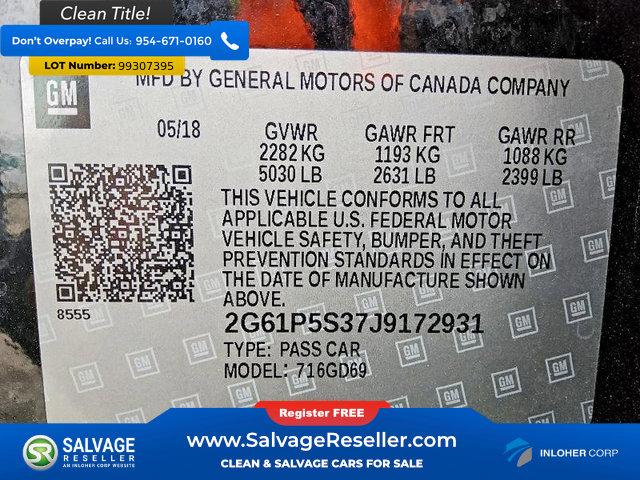 Clean Title!
Don't Overpay! Call Us: 954-671-0160
LOT Number: 99307395
MFD BY GENERAL MOTORS OF CANADA COMPANY
GM
05/18 GVWR GAWR FRT GAWR RR
2282 KG 1193 KG 1088 KG
5030 LB 2631 LB 2399 LB
THIS VEHICLE CONFORMS TO ALL
APPLICABLE U.S. FEDERAL MOTOR
VEHICLE SAFETY, BUMPER, AND THEFT
PREVENTION STANDARDS IN EFFECT ON
THE DATE OF MANUFACTURE SHOWN
ABOVE.
8555
2G61P5S37J9172931
TYPE: PASS CAR
MODEL: 716GD69
Register FREE
SR
SALVAGE
RESELLER
AN INLOHER CORP WEBSITE
www.SalvageReseller.com
CLEAN & SALVAGE CARS FOR SALE
INLOHER CORP